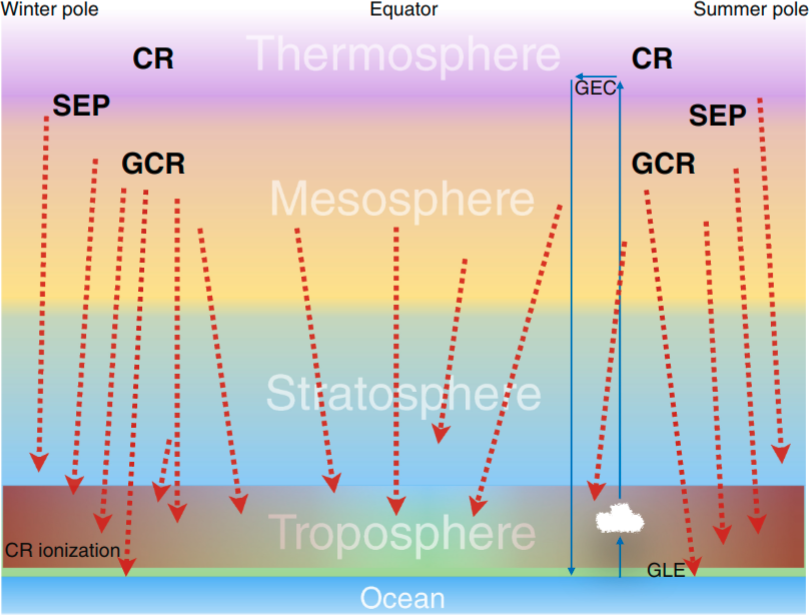 Winter pole
Equator
Summer pole
Thermosphere
CR
CR
GEC
SEP
SEP
GCR
GCR
Mesosphere
Stratosphere
Troposphere
CR ionization
GLE
Ocean